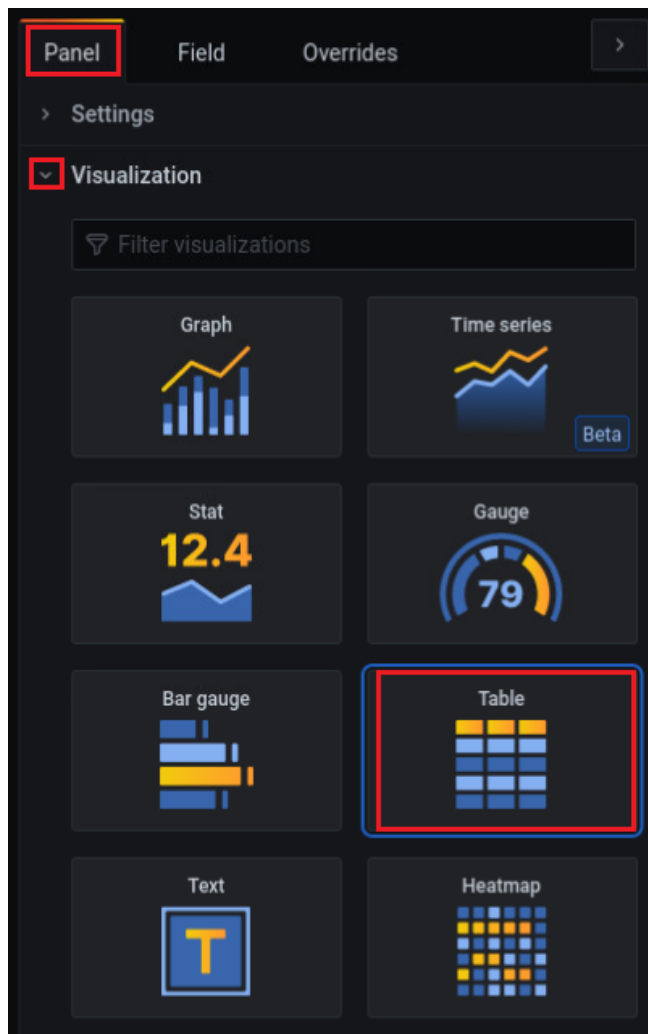 Panel Field Overrides
Settings
Visualization
Filter visualizations
Graph Time series
Beta
Stat Gauge
12.4
79
Bar gauge Table
Text Heatmap
T